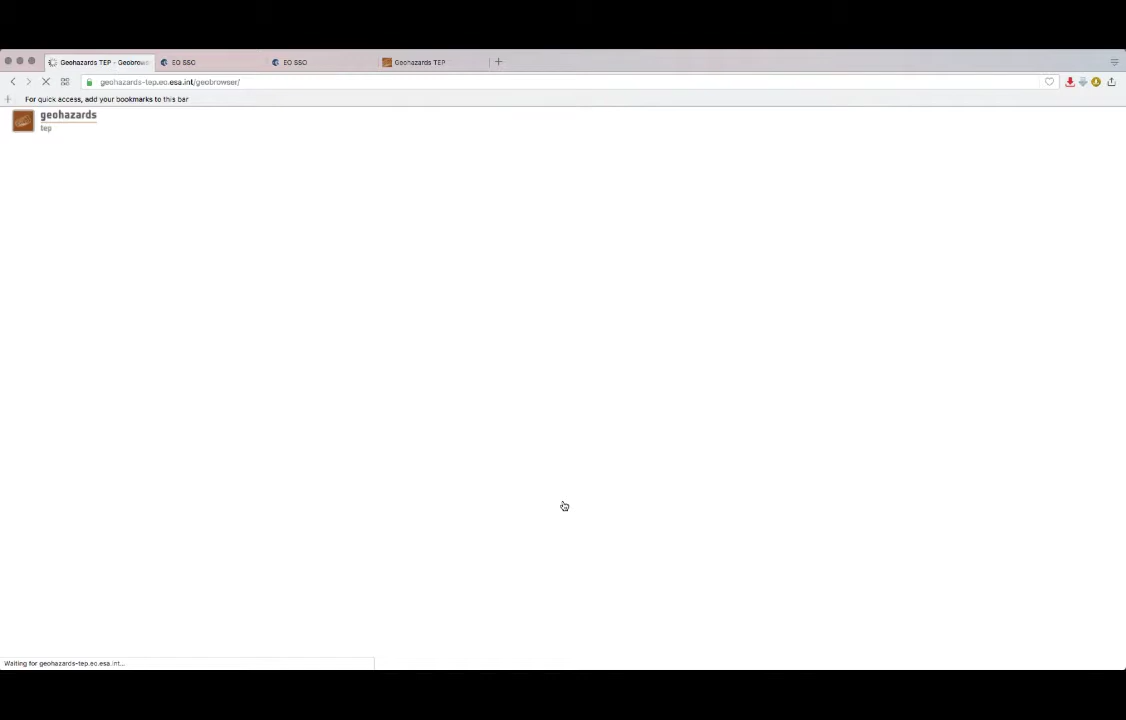 Geohazards TEP - Geobrows
EO SSO
EO SSO
Geohazards TEP
geohazards-tep.eo.esa.int/geobrowser/
For quick access, add your bookmarks to this bar
geohazards
tep
Waiting for geohazards-tep.eo.esa.int...